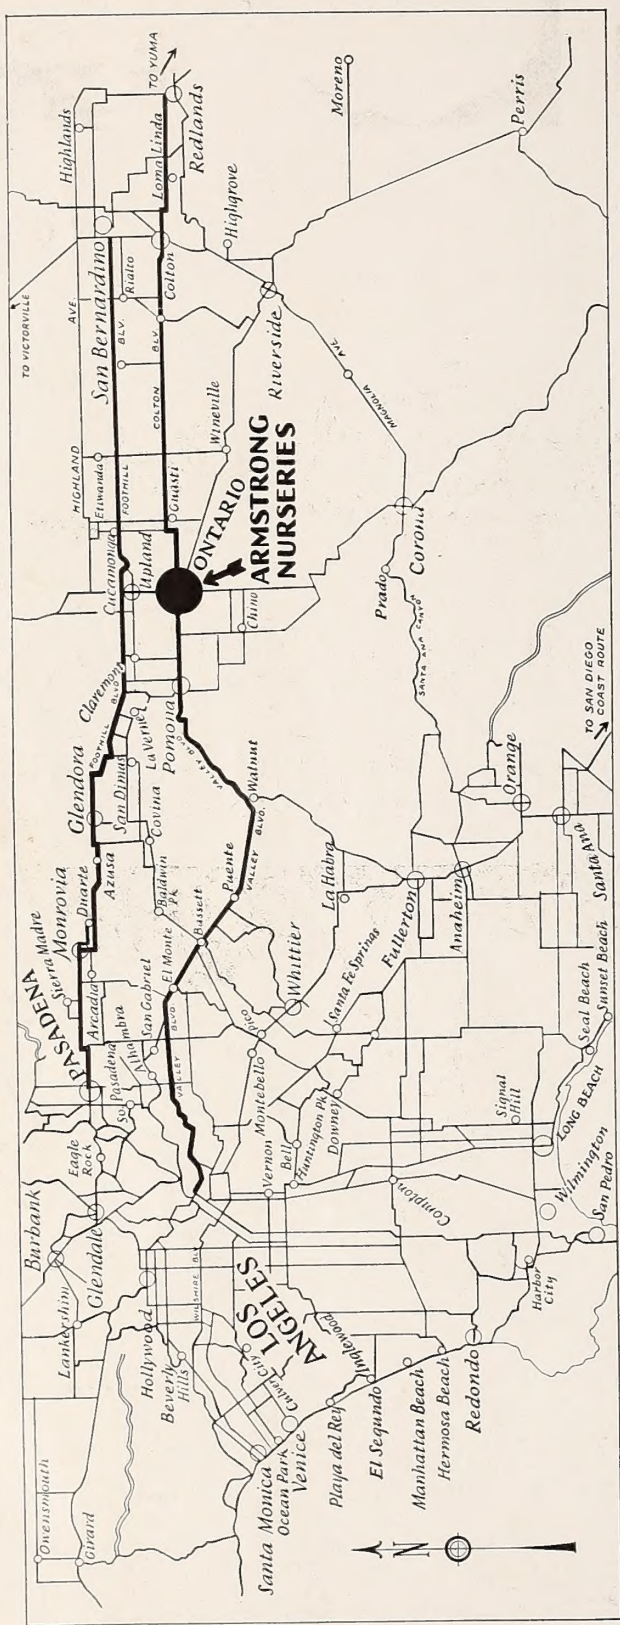 TO VICTORVILLE
TO YUMA
Highlands
HIGHLAND
AVE.
San Bernardino
Loma Linda
Redlands
Rialto
BLV.
Colton
BLV.
COLTON
Highgrove
Moreno
Perris
Riverside
MAGNOLIA
AVE.
Etiwanda
FOOTHILL
Cucamonga
Guasti
Wineville
Upland
ONTARIO
ARMSTRONG
NURSERIES
Chino
Prado
Corona
SANTA ANA CANYON
Claremont
FOOTHILL
BLVD.
La Verne
Pomona
VALLEY BLVD.
Glendora
San Dimas
Covina
Walnut
VALLEY
BLVD.
Puente
Azusa
Duarte
Monrovia
Baldwin
Pk
Bassett
El Monte
Sierra Madre
Arcadia
PASADENA
San Gabriel
Alhambra
So. Pasadena
VALLEY
BLVD
Orange
TO SAN DIEGO
COAST ROUTE
Santa Ana
Anaheim
Fullerton
La Habra
Whittier
Santa Fe Springs
Pico
Montebello
Downey
Huntington Pk
Bell
Vernon
Sunset Beach
Seal Beach
Signal
Hill
LONG BEACH
Wilmington
San Pedro
Compton
Harbor
City
Eagle
Rock
Burbank
Glendale
Lankershim
Hollywood
Beverly
Hills
WILSHIRE
LOS
ANGELES
Culver
City
Inglewood
Redondo
Hermosa Beach
Manhattan Beach
El Segundo
Playa del Rey
Venice
Ocean Park
Santa Monica
Owensmouth
Girard
N